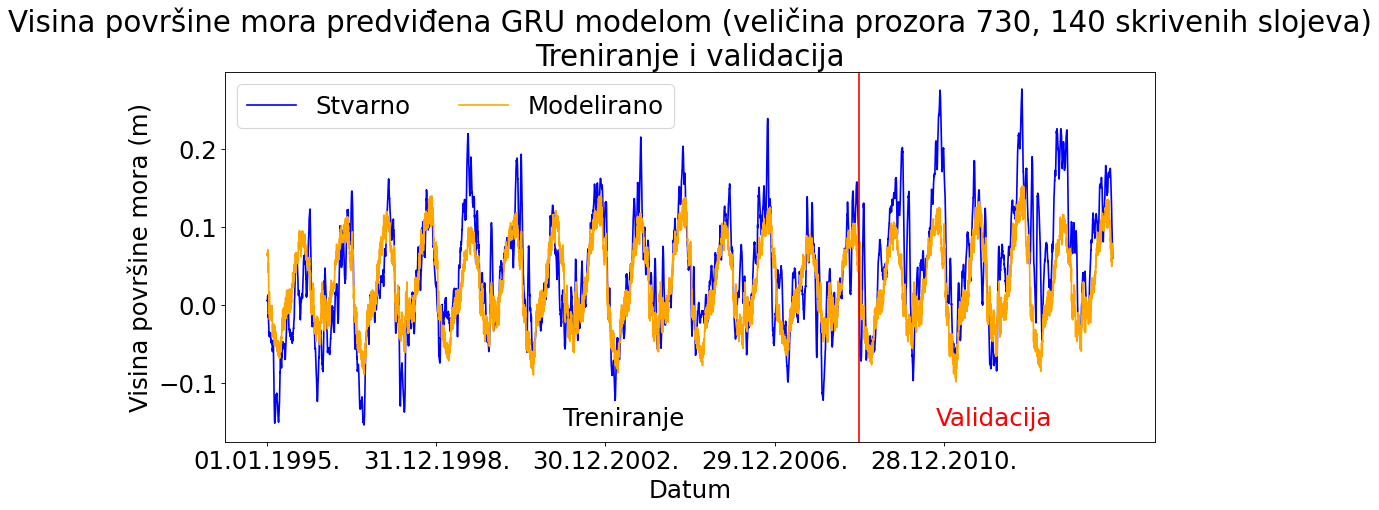 Visina površine mora predviđena GRU modelom (veličina prozora 730, 140 skrivenih slojeva)
Treniranje i validacija
Stvarno
Modelirano
Visina površine mora (m)
0.2
0.1
0.0
−0.1
Treniranje
Validacija
01.01.1995.
31.12.1998.
30.12.2002.
29.12.2006.
28.12.2010.
Datum